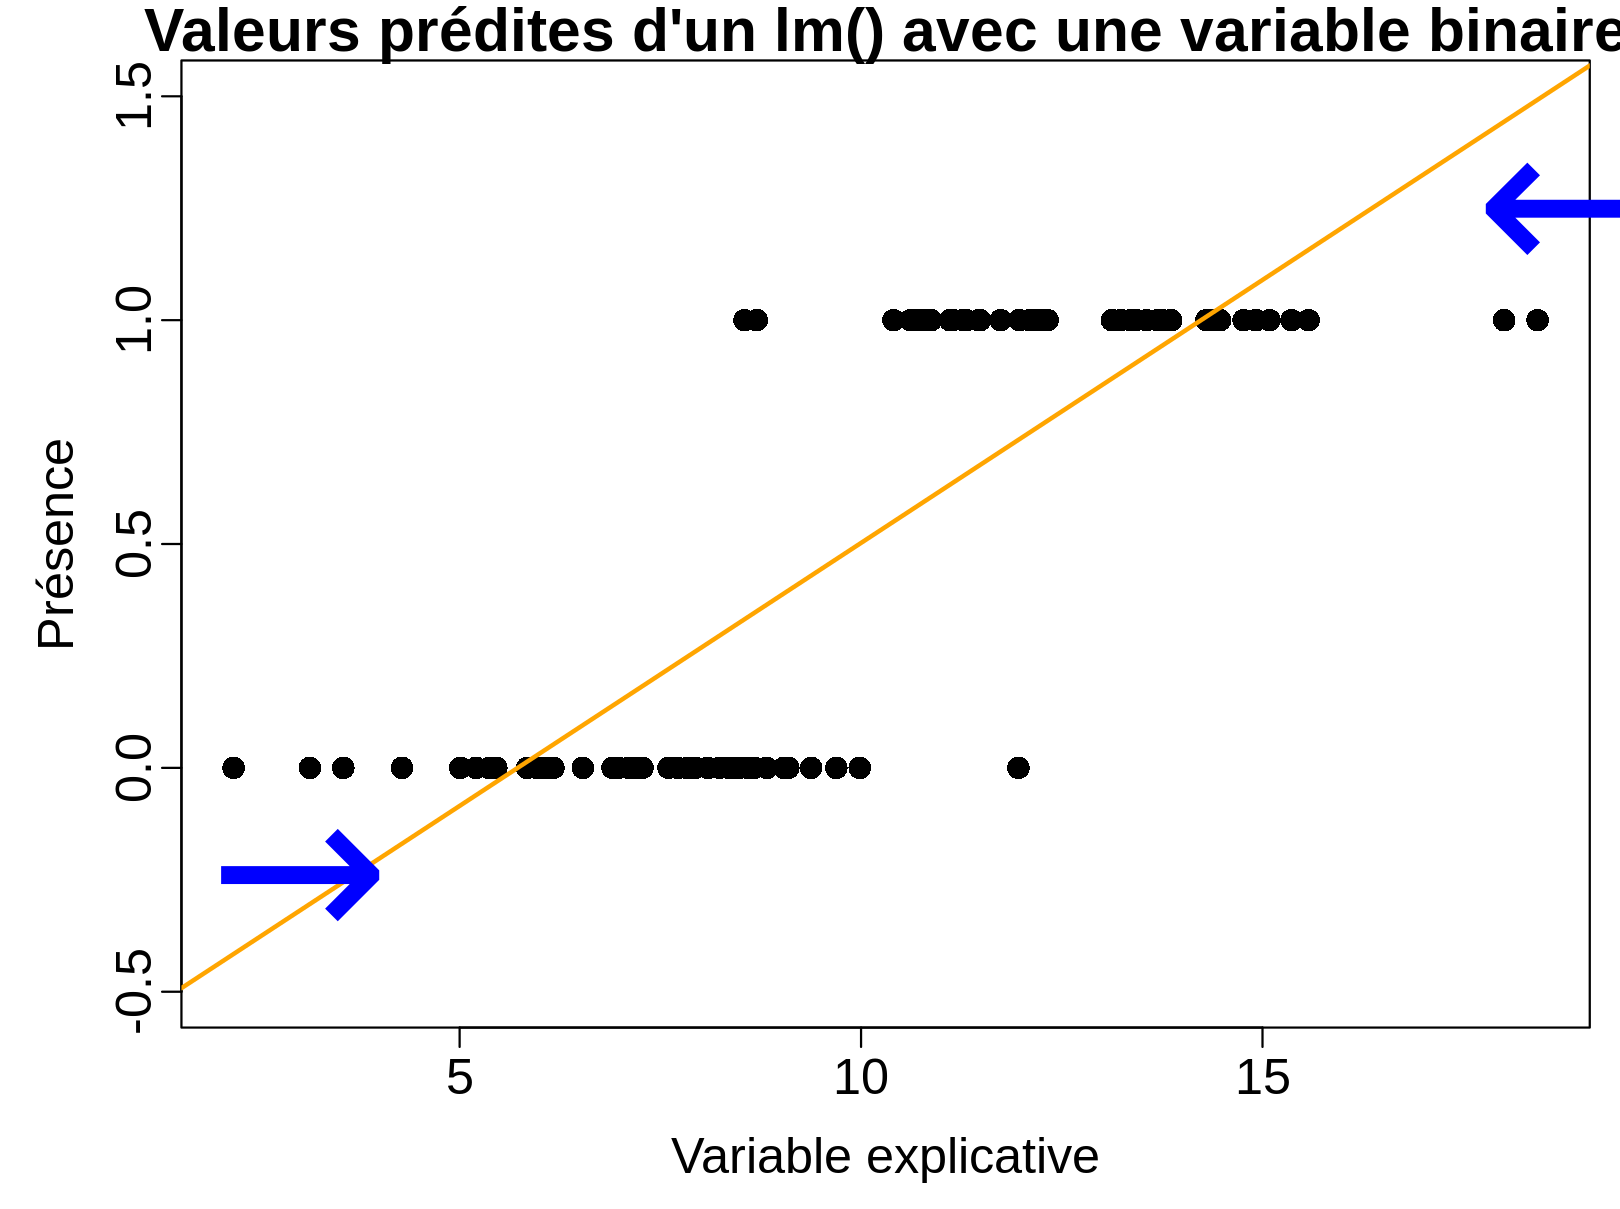 Valeurs prédites d'un lm() avec une variable binaire
1.5
1.0
0.5
0.0
-0.5
Présence
5 10 15
Variable explicative